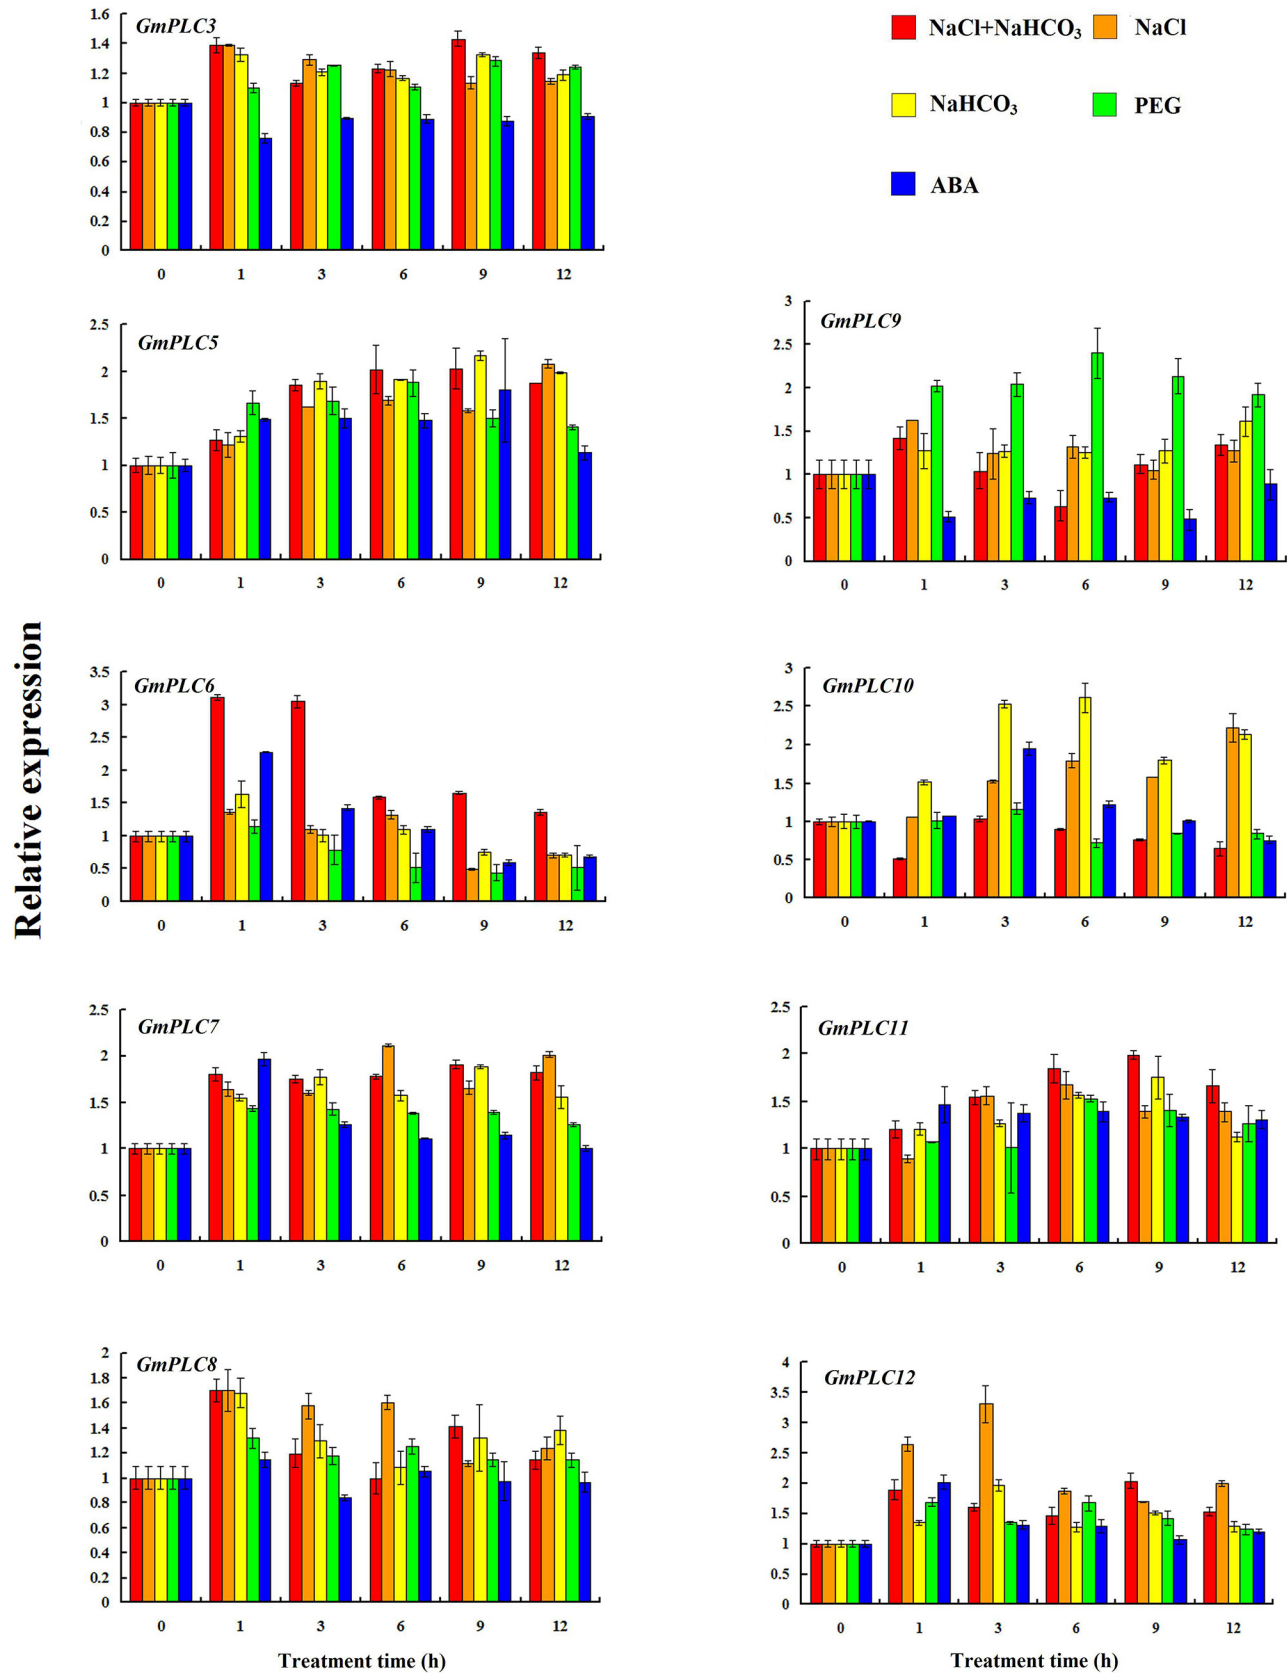 GmPLC3
1.6
1.4
1.2
1
0.8
0.6
0.4
0.2
0
0 1 3 6 9 12
NaCl+NaHCO₃ NaCl
NaHCO₃ PEG
ABA
GmPLC5
2.5
2
1.5
1
0.5
0
0 1 3 6 9 12
GmPLC9
3
2.5
2
1.5
1
0.5
0
0 1 3 6 9 12
Relative expression
GmPLC6
3.5
3
2.5
2
1.5
1
0.5
0
0 1 3 6 9 12
GmPLC10
3
2.5
2
1.5
1
0.5
0
0 1 3 6 9 12
GmPLC7
2.5
2
1.5
1
0.5
0
0 1 3 6 9 12
GmPLC11
2.5
2
1.5
1
0.5
0
0 1 3 6 9 12
GmPLC8
2
1.8
1.6
1.4
1.2
1
0.8
0.6
0.4
0.2
0
0 1 3 6 9 12
Treatment time (h)
GmPLC12
4
3.5
3
2.5
2
1.5
1
0.5
0
0 1 3 6 9 12
Treatment time (h)